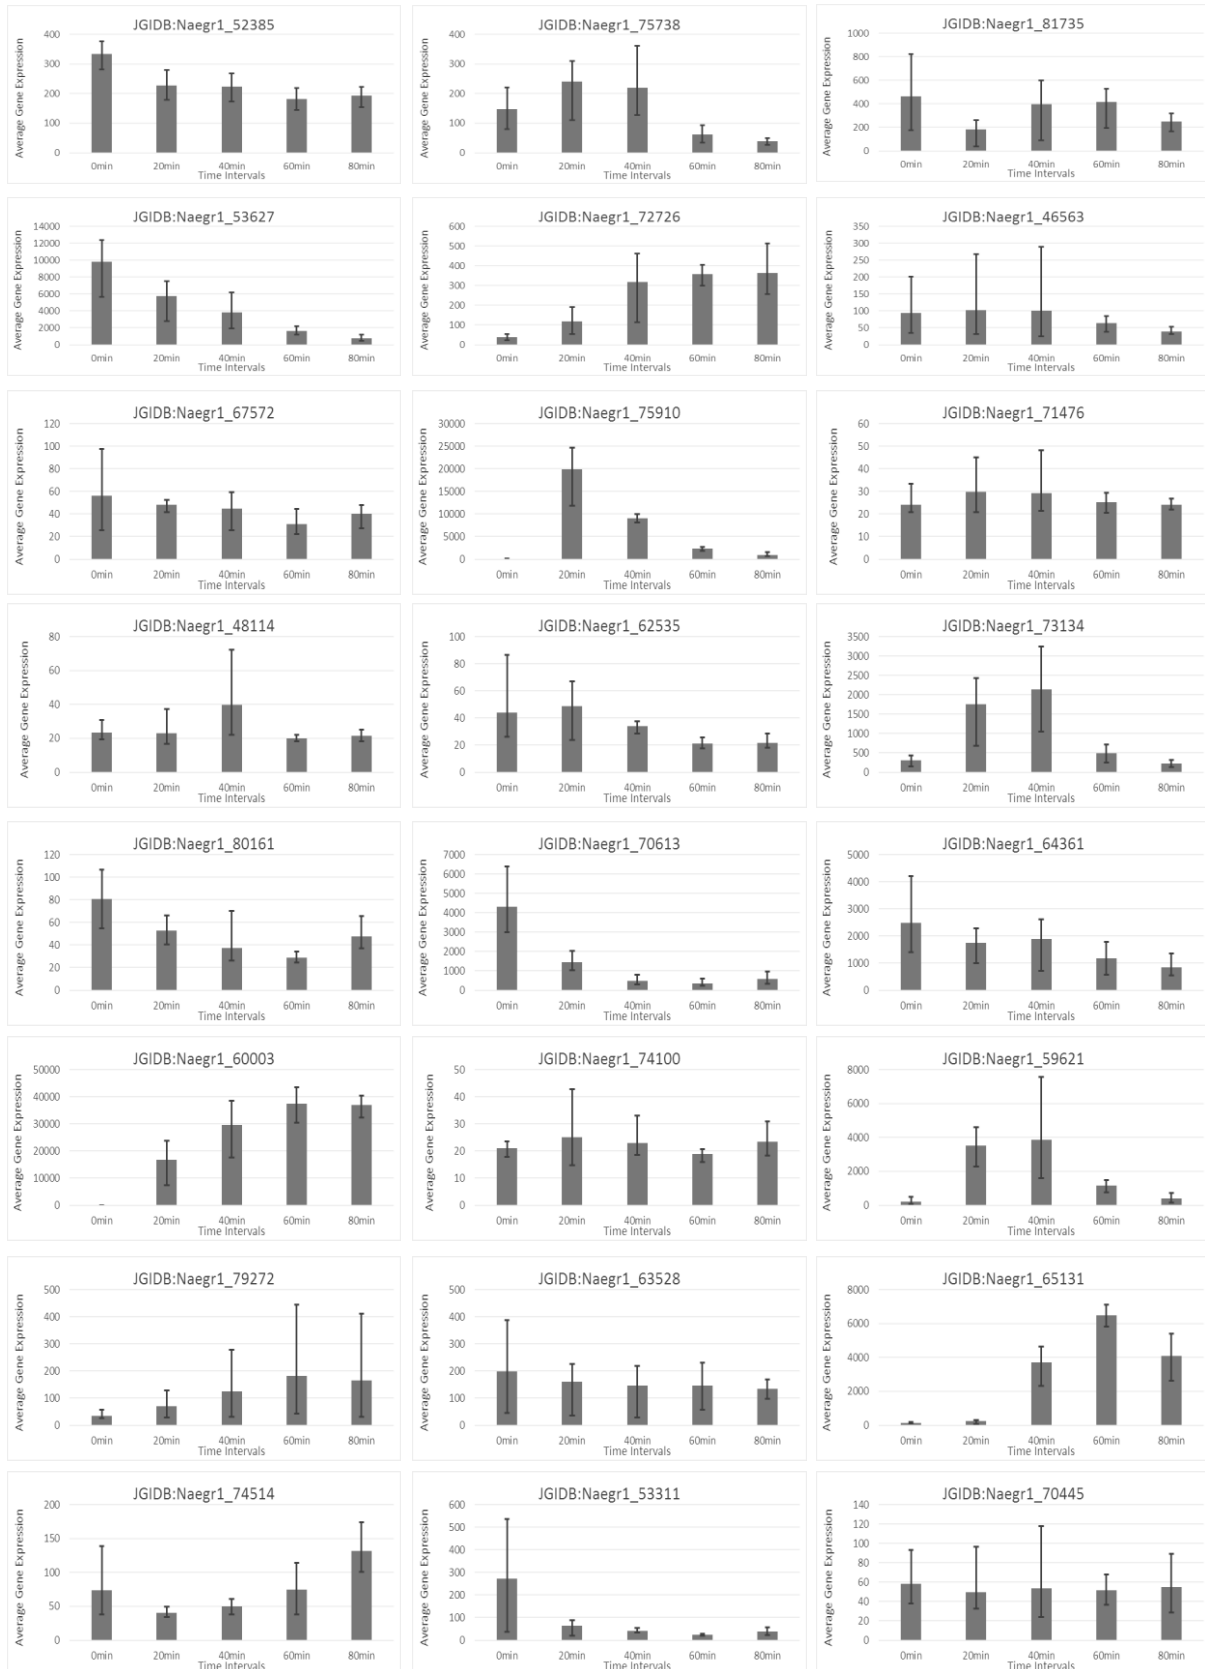 JGIDB:Naegr1_52385
Average Gene Expression
400
300
200
100
0
0min 20min 40min 60min 80min
Time Intervals
JGIDB:Naegr1_75738
Average Gene Expression
400
300
200
100
0
0min 20min 40min 60min 80min
Time Intervals
JGIDB:Naegr1_81735
Average Gene Expression
1000
800
600
400
200
0
0min 20min 40min 60min 80min
Time Intervals
JGIDB:Naegr1_53627
Average Gene Expression
14000
12000
10000
8000
6000
4000
2000
0
0min 20min 40min 60min 80min
Time Intervals
JGIDB:Naegr1_72726
Average Gene Expression
600
500
400
300
200
100
0
0min 20min 40min 60min 80min
Time Intervals
JGIDB:Naegr1_46563
Average Gene Expression
350
300
250
200
150
100
50
0
0min 20min 40min 60min 80min
Time Intervals
JGIDB:Naegr1_67572
Average Gene Expression
120
100
80
60
40
20
0
0min 20min 40min 60min 80min
Time Intervals
JGIDB:Naegr1_75910
Average Gene Expression
30000
25000
20000
15000
10000
5000
0
0min 20min 40min 60min 80min
Time Intervals
JGIDB:Naegr1_71476
Average Gene Expression
60
50
40
30
20
10
0
0min 20min 40min 60min 80min
Time Intervals
JGIDB:Naegr1_48114
Average Gene Expression
80
60
40
20
0
0min 20min 40min 60min 80min
Time Intervals
JGIDB:Naegr1_62535
Average Gene Expression
100
80
60
40
20
0
0min 20min 40min 60min 80min
Time Intervals
JGIDB:Naegr1_73134
Average Gene Expression
3500
3000
2500
2000
1500
1000
500
0
0min 20min 40min 60min 80min
Time Intervals
JGIDB:Naegr1_80161
Average Gene Expression
120
100
80
60
40
20
0
0min 20min 40min 60min 80min
Time Intervals
JGIDB:Naegr1_70613
Average Gene Expression
7000
6000
5000
4000
3000
2000
1000
0
0min 20min 40min 60min 80min
Time Intervals
JGIDB:Naegr1_64361
Average Gene Expression
5000
4000
3000
2000
1000
0
0min 20min 40min 60min 80min
Time Intervals
JGIDB:Naegr1_60003
Average Gene Expression
50000
40000
30000
20000
10000
0
0min 20min 40min 60min 80min
Time Intervals
JGIDB:Naegr1_74100
Average Gene Expression
50
40
30
20
10
0
0min 20min 40min 60min 80min
Time Intervals
JGIDB:Naegr1_59621
Average Gene Expression
8000
6000
4000
2000
0
0min 20min 40min 60min 80min
Time Intervals
JGIDB:Naegr1_79272
Average Gene Expression
500
400
300
200
100
0
0min 20min 40min 60min 80min
Time Intervals
JGIDB:Naegr1_63528
Average Gene Expression
500
400
300
200
100
0
0min 20min 40min 60min 80min
Time Intervals
JGIDB:Naegr1_65131
Average Gene Expression
8000
6000
4000
2000
0
0min 20min 40min 60min 80min
Time Intervals
JGIDB:Naegr1_74514
Average Gene Expression
200
150
100
50
0
0min 20min 40min 60min 80min
Time Intervals
JGIDB:Naegr1_53311
Average Gene Expression
600
500
400
300
200
100
0
0min 20min 40min 60min 80min
Time Intervals
JGIDB:Naegr1_70445
Average Gene Expression
140
120
100
80
60
40
20
0
0min 20min 40min 60min 80min
Time Intervals